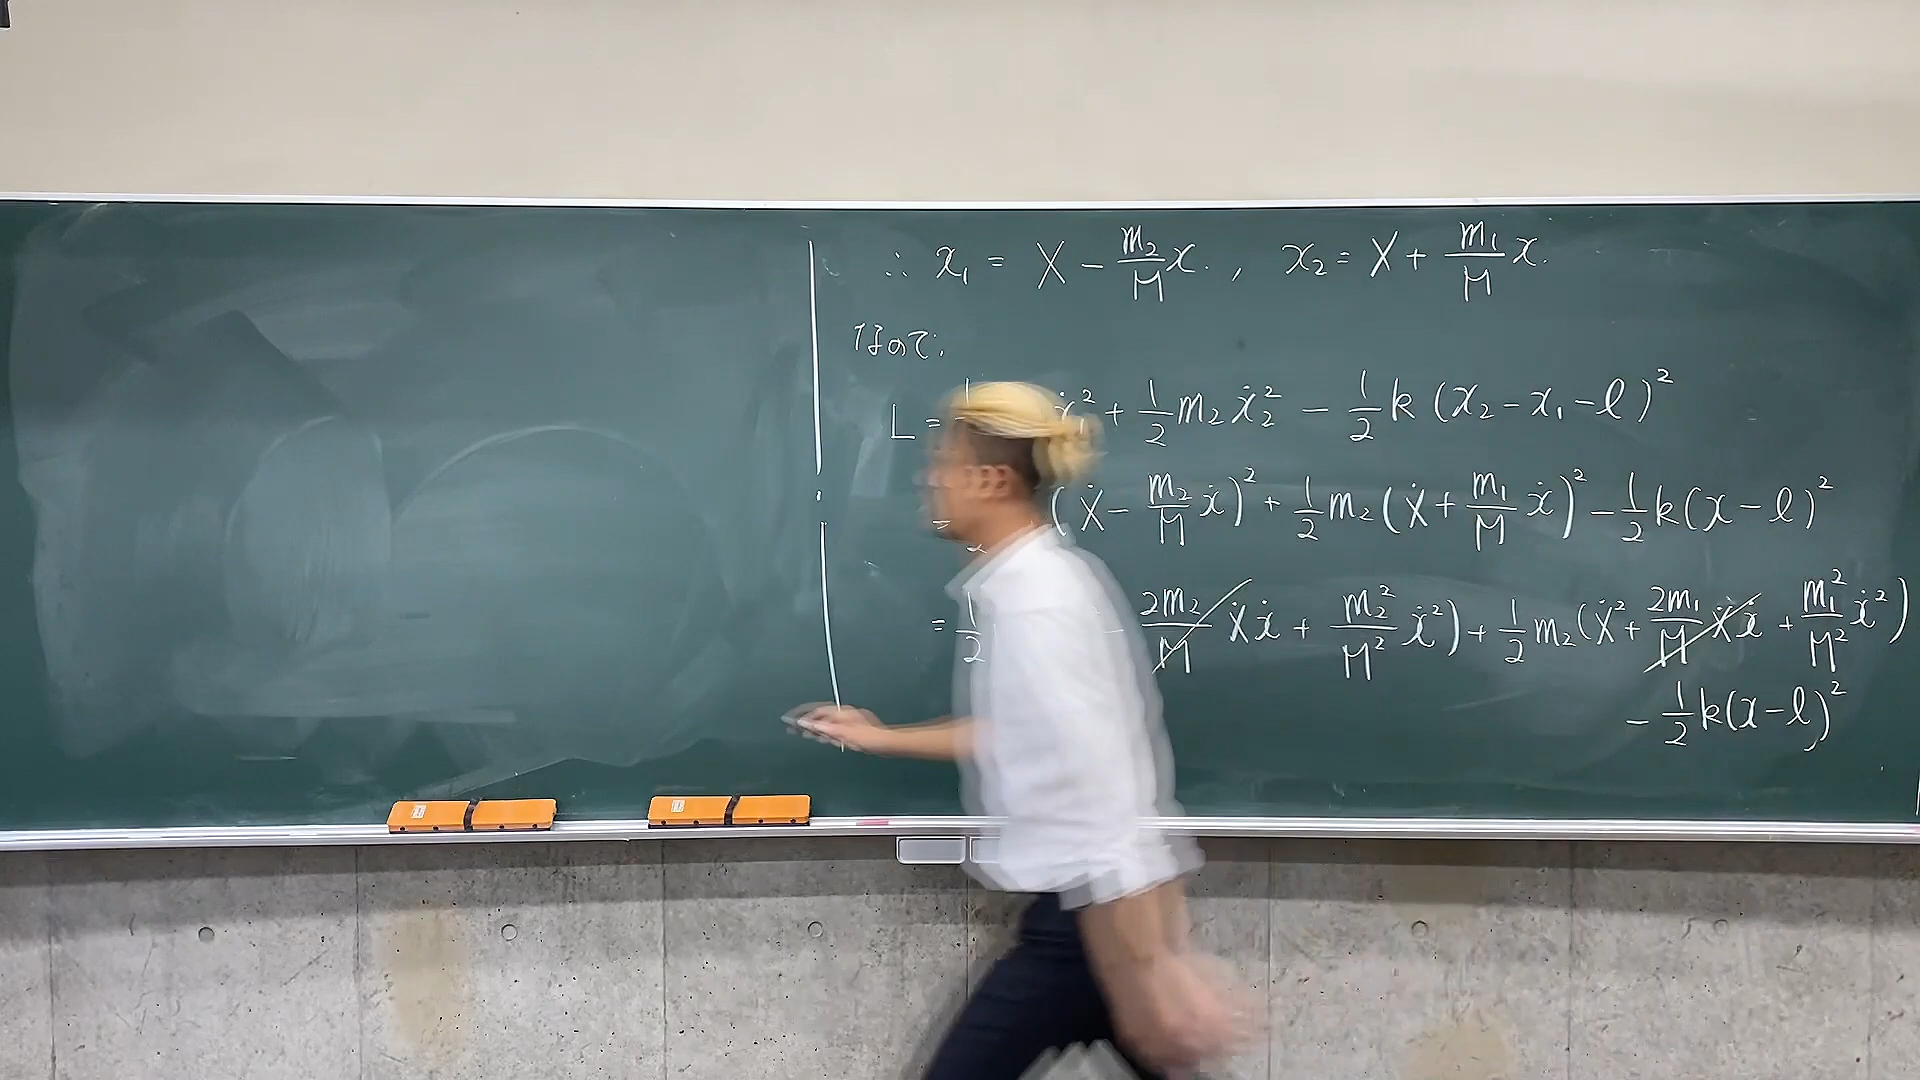 ∴ x₁ = X − m₂/M x. , x₂ = X + m₁/M x.
なので,
L = 1 ẋ₁² + 1/2 m₂ ẋ₂² − 1/2 k (x₂ − x₁ − l)²
= (Ẋ − m₂/M ẋ)² + 1/2 m₂ (Ẋ + m₁/M ẋ)² − 1/2 k(x − l)²
= 1/2 − 2m₂/M Ẋẋ + m₂²/M² ẋ²) + 1/2 m₂(Ẋ² + 2m₁/M Ẋẋ + m₁²/M² ẋ²)
− 1/2 k(x − l)²